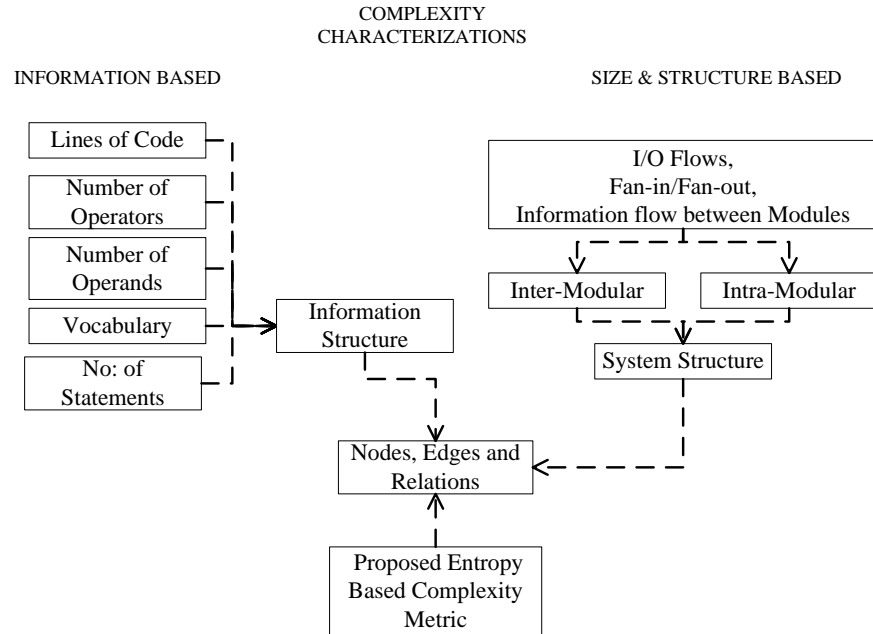 COMPLEXITY
CHARACTERIZATIONS
INFORMATION BASED
SIZE & STRUCTURE BASED
Lines of Code
Number of
Operators
Number of
Operands
Vocabulary
No: of
Statements
Information
Structure
I/O Flows,
Fan-in/Fan-out,
Information flow between Modules
Inter-Modular
Intra-Modular
System Structure
Nodes, Edges and
Relations
Proposed Entropy
Based Complexity
Metric